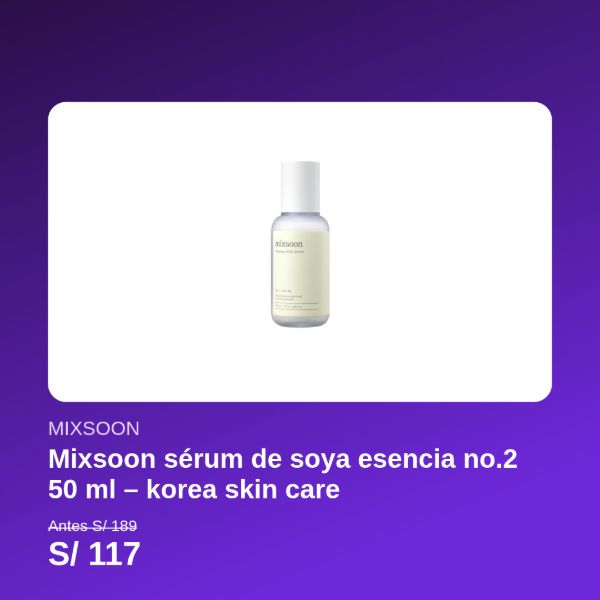 mixsoon
MIXSOON
Mixsoon sérum de soya esencia no.2
50 ml – korea skin care
Antes S/ 189
S/ 117